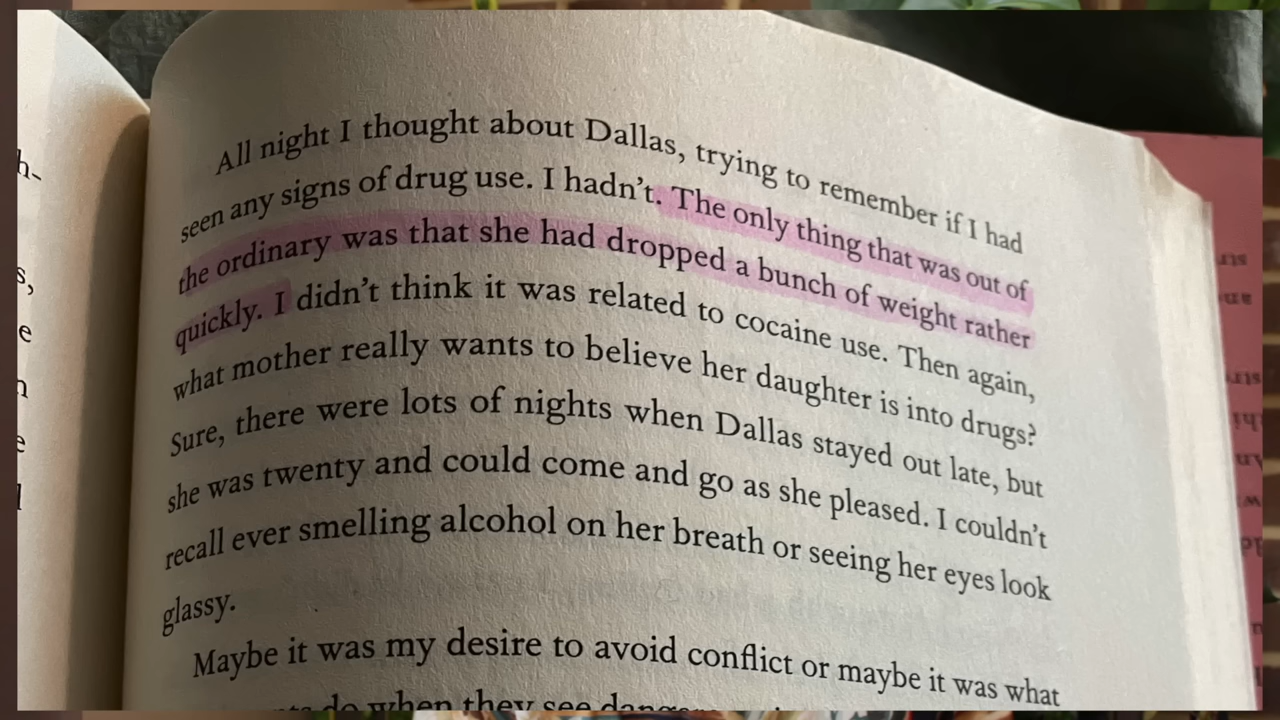 All night I thought about Dallas, trying to remember if I had
seen any signs of drug use. I hadn't. The only thing that was out of
the ordinary was that she had dropped a bunch of weight rather
quickly. I didn't think it was related to cocaine use. Then again,
what mother really wants to believe her daughter is into drugs?
Sure, there were lots of nights when Dallas stayed out late, but
she was twenty and could come and go as she pleased. I couldn't
recall ever smelling alcohol on her breath or seeing her eyes look
glassy.
Maybe it was my desire to avoid conflict or maybe it was what
do when they see